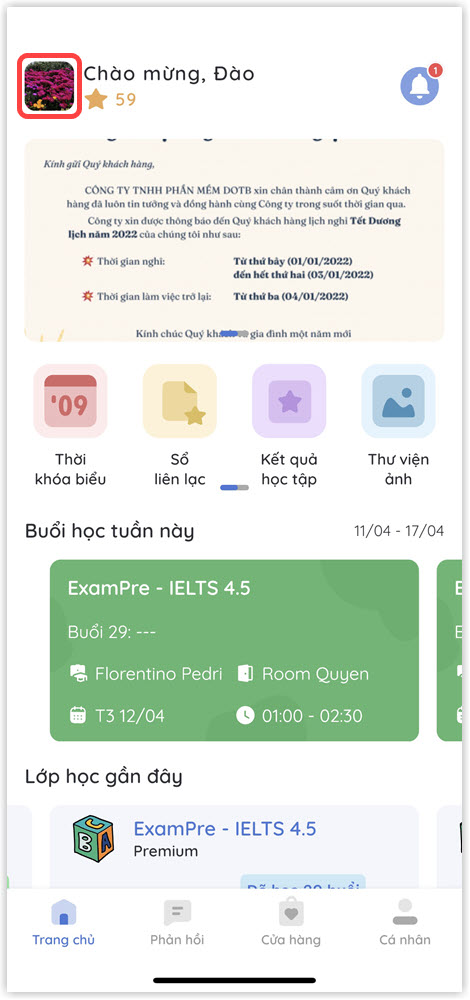 Chào mừng, Đào
59
1
Kính gửi Quý khách hàng,
CÔNG TY TNHH PHẦN MỀM DOTB xin chân thành cảm ơn Quý khách
hàng đã luôn tin tưởng và đồng hành cùng Công ty trong suốt thời gian qua.
Công ty xin được thông báo đến Quý khách hàng lịch nghỉ Tết Dương
lịch năm 2022 của chúng tôi như sau:
Thời gian nghỉ: Từ thứ bảy (01/01/2022)
đến hết thứ hai (03/01/2022)
Thời gian làm việc trở lại: Từ thứ ba (04/01/2022)
Kính chúc Quý gia đình một năm mới
'09
Thời
khóa biểu
Sổ
liên lạc
Kết quả
học tập
Thư viện
ảnh
Buổi học tuần này 11/04 - 17/04
ExamPre - IELTS 4.5
Buổi 29: ---
Florentino Pedri Room Quyen
T3 12/04 01:00 - 02:30
Lớp học gần đây
ExamPre - IELTS 4.5
Premium
Đã học 29 buổi
Trang chủ Phản hồi Cửa hàng Cá nhân